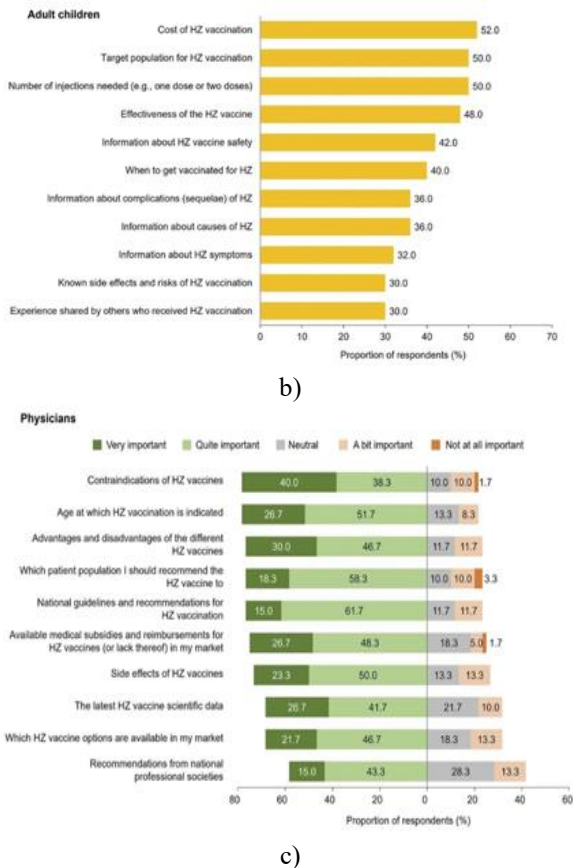 Adult children
Cost of HZ vaccination
52.0
Target population for HZ vaccination
50.0
Number of injections needed (e.g., one dose or two doses)
50.0
Effectiveness of the HZ vaccine
48.0
Information about HZ vaccine safety
42.0
When to get vaccinated for HZ
40.0
Information about complications (sequelae) of HZ
36.0
Information about causes of HZ
36.0
Information about HZ symptoms
32.0
Known side effects and risks of HZ vaccination
30.0
Experience shared by others who received HZ vaccination
30.0
0 10 20 30 40 50 60 70
Proportion of respondents (%)
b)
Physicians
Very important Quite important Neutral A bit important Not at all important
Contraindications of HZ vaccines
40.0 38.3 10.0 10.0 1.7
Age at which HZ vaccination is indicated
26.7 51.7 13.3 8.3
Advantages and disadvantages of the different
HZ vaccines
30.0 46.7 11.7 11.7
Which patient population I should recommend
the HZ vaccine to
18.3 58.3 10.0 10.0 3.3
National guidelines and recommendations for
HZ vaccination
15.0 61.7 11.7 11.7
Available medical subsidies and reimbursements for
HZ vaccines (or lack thereof) in my market
26.7 48.3 18.3 5.0 1.7
Side effects of HZ vaccines
23.3 50.0 13.3 13.3
The latest HZ vaccine scientific data
26.7 41.7 21.7 10.0
Which HZ vaccine options are available in my market
21.7 46.7 18.3 13.3
Recommendations from national
professional societies
15.0 43.3 28.3 13.3
80 60 40 20 0 20 40 60
Proportion of respondents (%)
c)